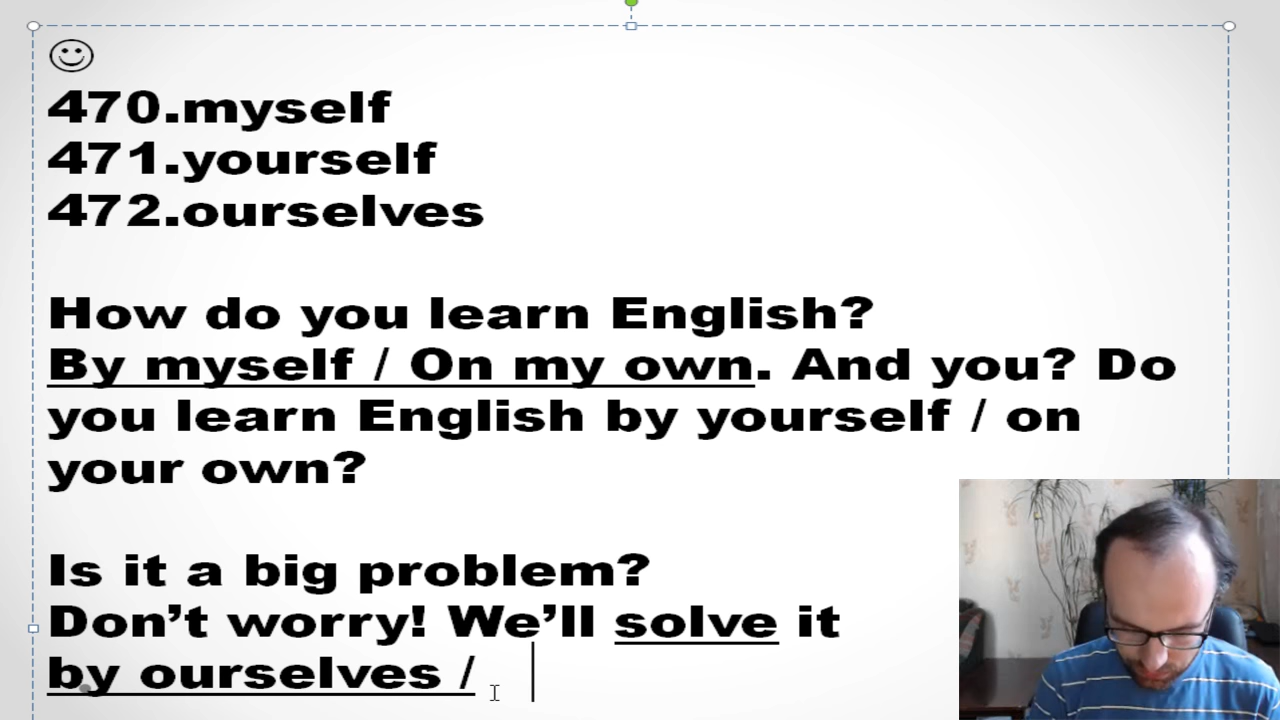 ☺
470.myself
471.yourself
472.ourselves
How do you learn English?
By myself / On my own. And you? Do
you learn English by yourself / on
your own?
Is it a big problem?
Don’t worry! We’ll solve it
by ourselves /